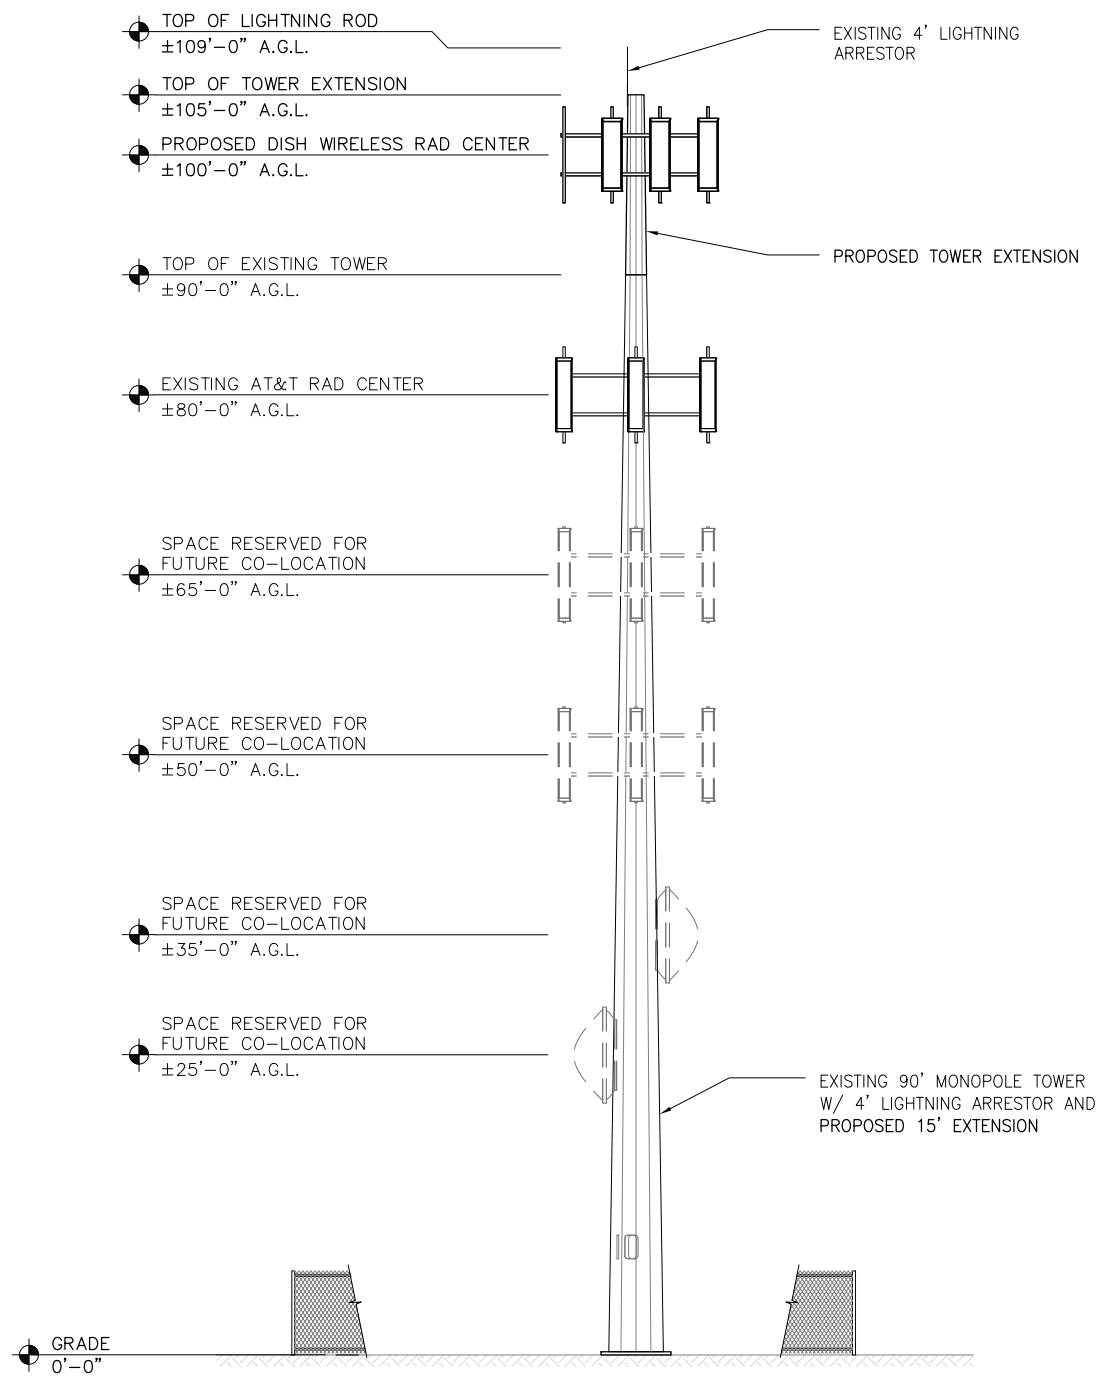 TOP OF LIGHTNING ROD
±109'-0" A.G.L.
EXISTING 4' LIGHTNING
ARRESTOR
TOP OF TOWER EXTENSION
±105'-0" A.G.L.
PROPOSED DISH WIRELESS RAD CENTER
±100'-0" A.G.L.
PROPOSED TOWER EXTENSION
TOP OF EXISTING TOWER
±90'-0" A.G.L.
EXISTING AT&T RAD CENTER
±80'-0" A.G.L.
SPACE RESERVED FOR
FUTURE CO-LOCATION
±65'-0" A.G.L.
SPACE RESERVED FOR
FUTURE CO-LOCATION
±50'-0" A.G.L.
SPACE RESERVED FOR
FUTURE CO-LOCATION
±35'-0" A.G.L.
SPACE RESERVED FOR
FUTURE CO-LOCATION
±25'-0" A.G.L.
EXISTING 90' MONOPOLE TOWER
W/ 4' LIGHTNING ARRESTOR AND
PROPOSED 15' EXTENSION
GRADE
0'-0"